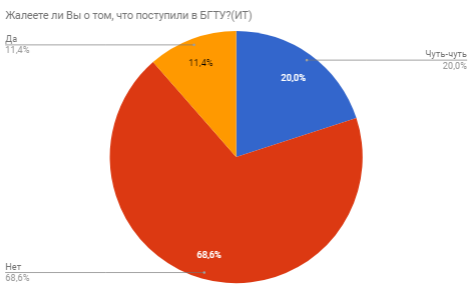 Жалеете ли Вы о том, что поступили в БГТУ?(ИТ)
Да
11,4%
11,4%
Чуть-чуть
20,0%
20,0%
68,6%
Нет
68,6%